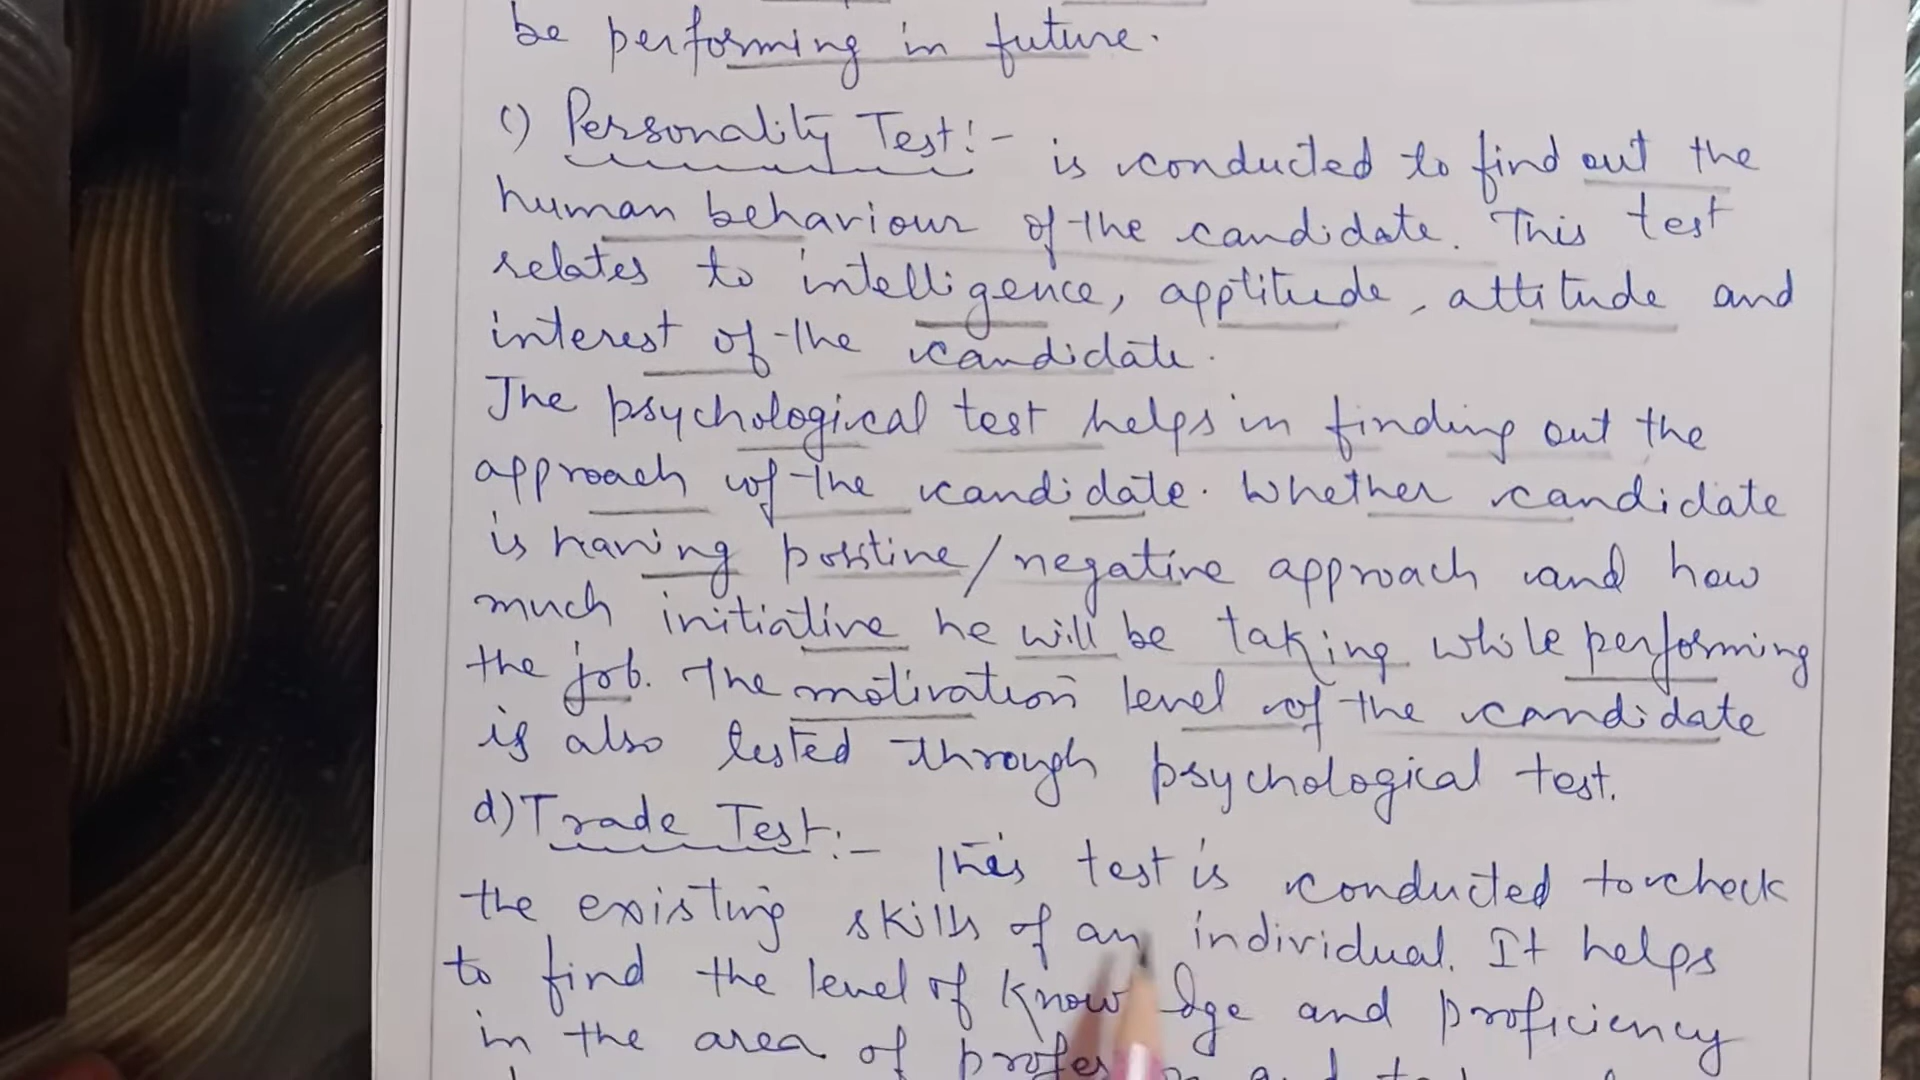 be performing in future.
c) Personality Test:- is conducted to find out the
human behaviour of the candidate. This test
relates to intelligence, apptitude, attitude and
interest of the candidate.
The psychological test helps in finding out the
approach of the candidate. Whether candidate
is having positive/negative approach and how
much initiative he will be taking while performing
the job. The motivation level of the candidate
is also tested through psychological test.
d) Trade Test:- This test is conducted to check
the existing skills of an individual. It helps
to find the level of knowledge and proficiency
in the area of